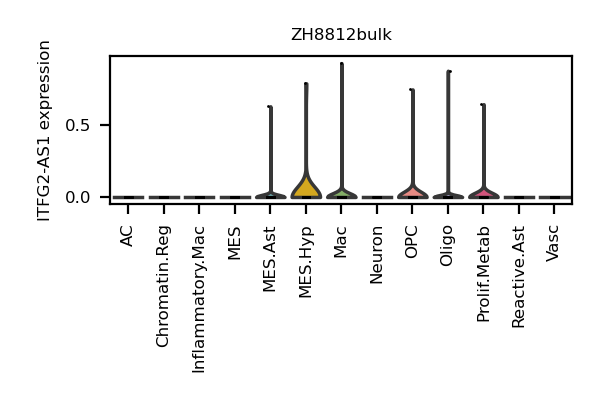 ZH8812bulk
ITFG2-AS1 expression
0.5
0.0
AC
Chromatin.Reg
Inflammatory.Mac
MES
MES.Ast
MES.Hyp
Mac
Neuron
OPC
Oligo
Prolif.Metab
Reactive.Ast
Vasc